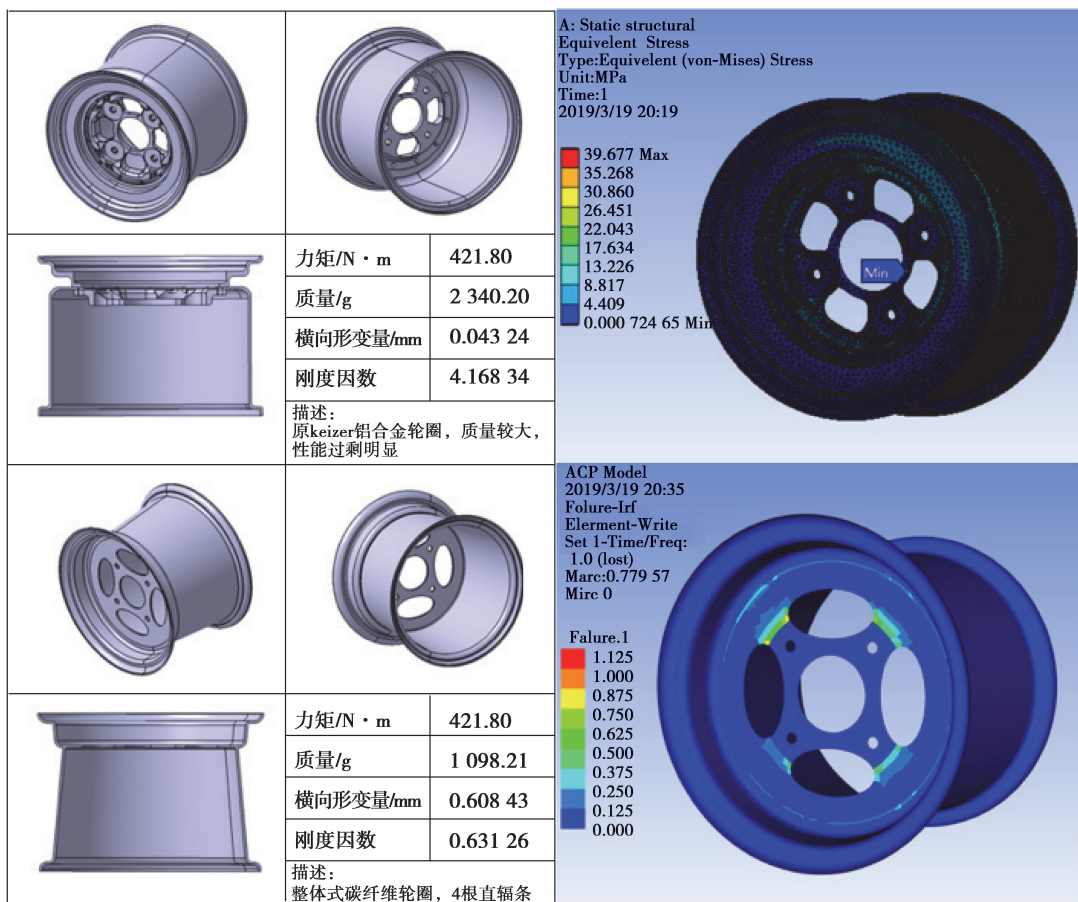 力矩/N·m 421.80
质量/g 2 340.20
横向形变量/mm 0.043 24
刚度因数 4.168 34
描述：
原keizer铝合金轮圈，质量较大，
性能过剩明显
A: Static structural
Equivelent Stress
Type:Equivelent (von-Mises) Stress
Unit:MPa
Time:1
2019/3/19 20:19
39.677 Max
35.268
30.860
26.451
22.043
17.634
13.226
8.817
4.409
0.000 724 65 Min
Min
力矩/N·m 421.80
质量/g 1 098.21
横向形变量/mm 0.608 43
刚度因数 0.631 26
描述：
整体式碳纤维轮圈，4根直辐条
ACP Model
2019/3/19 20:35
Folure-Irf
Elerment-Write
Set 1-Time/Freq:
1.0 (lost)
Marc:0.779 57
Mirc 0
Falure.1
1.125
1.000
0.875
0.750
0.625
0.500
0.375
0.250
0.125
0.000